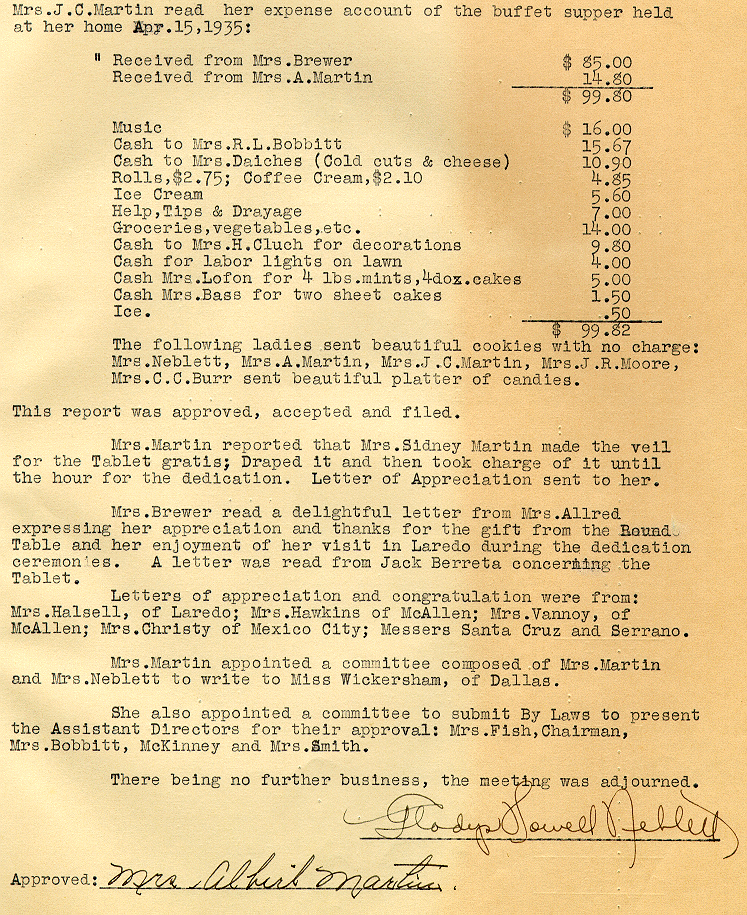 Mrs.J.C.Martin read her expense account of the buffet supper held
at her home Apr.15,1935:
" Received from Mrs.Brewer $ 85.00
Received from Mrs.A.Martin 14.80
$ 99.80
Music $ 16.00
Cash to Mrs.R.L.Bobbitt 15.67
Cash to Mrs.Daiches (Cold cuts & cheese) 10.90
Rolls,$2.75; Coffee Cream,$2.10 4.85
Ice Cream 5.60
Help,Tips & Drayage 7.00
Groceries,vegetables,.etc. 14.00
Cash to Mrs.H.Cluch for decorations 9.80
Cash for labor lights on lawn 4.00
Cash Mrs.Lofon for 4 lbs.mints,4doz.cakes 5.00
Cash Mrs.Bass for two sheet cakes 1.50
Ice. .50
$ 99.82
The following ladies sent beautiful cookies with no charge:
Mrs.Neblett, Mrs.A.Martin, Mrs.J.C.Martin, Mrs.J.R.Moore,
Mrs.C.C.Burr sent beautiful platter of candies.
This report was approved, accepted and filed.
Mrs.Martin reported that Mrs.Sidney Martin made the veil
for the Tablet gratis; Draped it and then took charge of it until
the hour for the dedication. Letter of Appreciation sent to her.
Mrs.Brewer read a delightful letter from Mrs.Allred
expressing her appreciation and thanks for the gift from the Round
Table and her enjoyment of her visit in Laredo during the dedication
ceremonies. A letter was read from Jack Berreta concerning the
Tablet.
Letters of appreciation and congratulation were from:
Mrs.Halsell, of Laredo; Mrs.Hawkins of McAllen; Mrs.Vannoy, of
McAllen; Mrs.Christy of Mexico City; Messers Santa Cruz and Serrano.
Mrs.Martin appointed a committee composed of Mrs.Martin
and Mrs.Neblett to write to Miss Wickersham, of Dallas.
She also appointed a committee to submit By Laws to present
the Assistant Directors for their approval: Mrs.Fish,Chairman,
Mrs.Bobbitt, McKinney and Mrs.Smith.
There being no further business, the meeting was adjourned.
Gladys Lowell Neblett
Approved: Mrs Albert Martin.